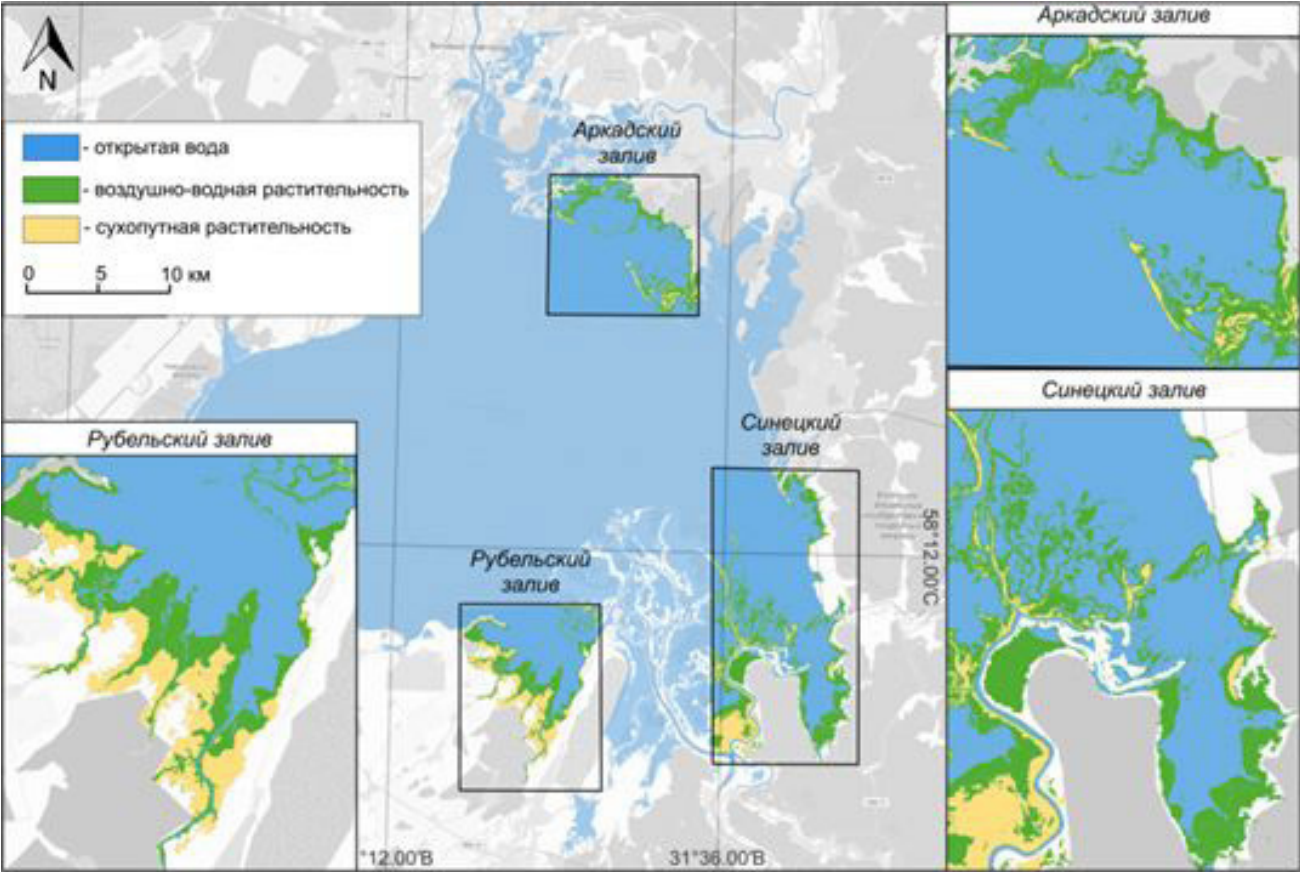 N
- открытая вода
- воздушно-водная растительность
- сухопутная растительность
0 5 10 км
Аркадский
залив
Аркадский залив
Синецкий
залив
Синецкий залив
Рубельский залив
Рубельский
залив
58°12.00'С
°12.00'В
31°36.00'В